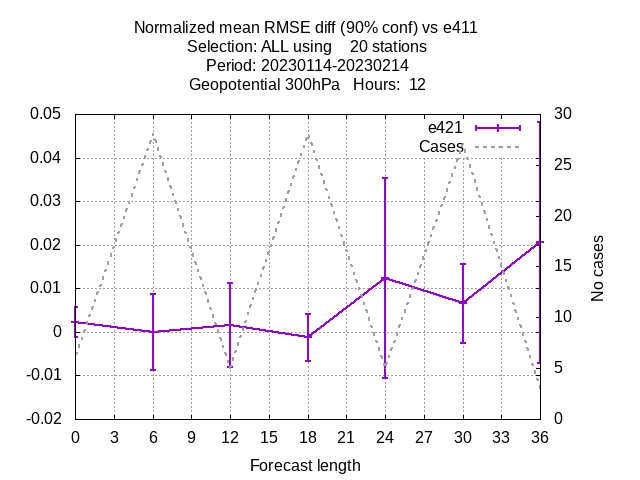 Normalized mean RMSE diff (90% conf) vs e411
Selection: ALL using    20 stations
Period: 20230114-20230214
Geopotential 300hPa   Hours:  12
0.05
0.04
0.03
0.02
0.01
0
-0.01
-0.02
e421
Cases
30
25
20
15
10
5
0
No cases
0 3 6 9 12 15 18 21 24 27 30 33 36
Forecast length